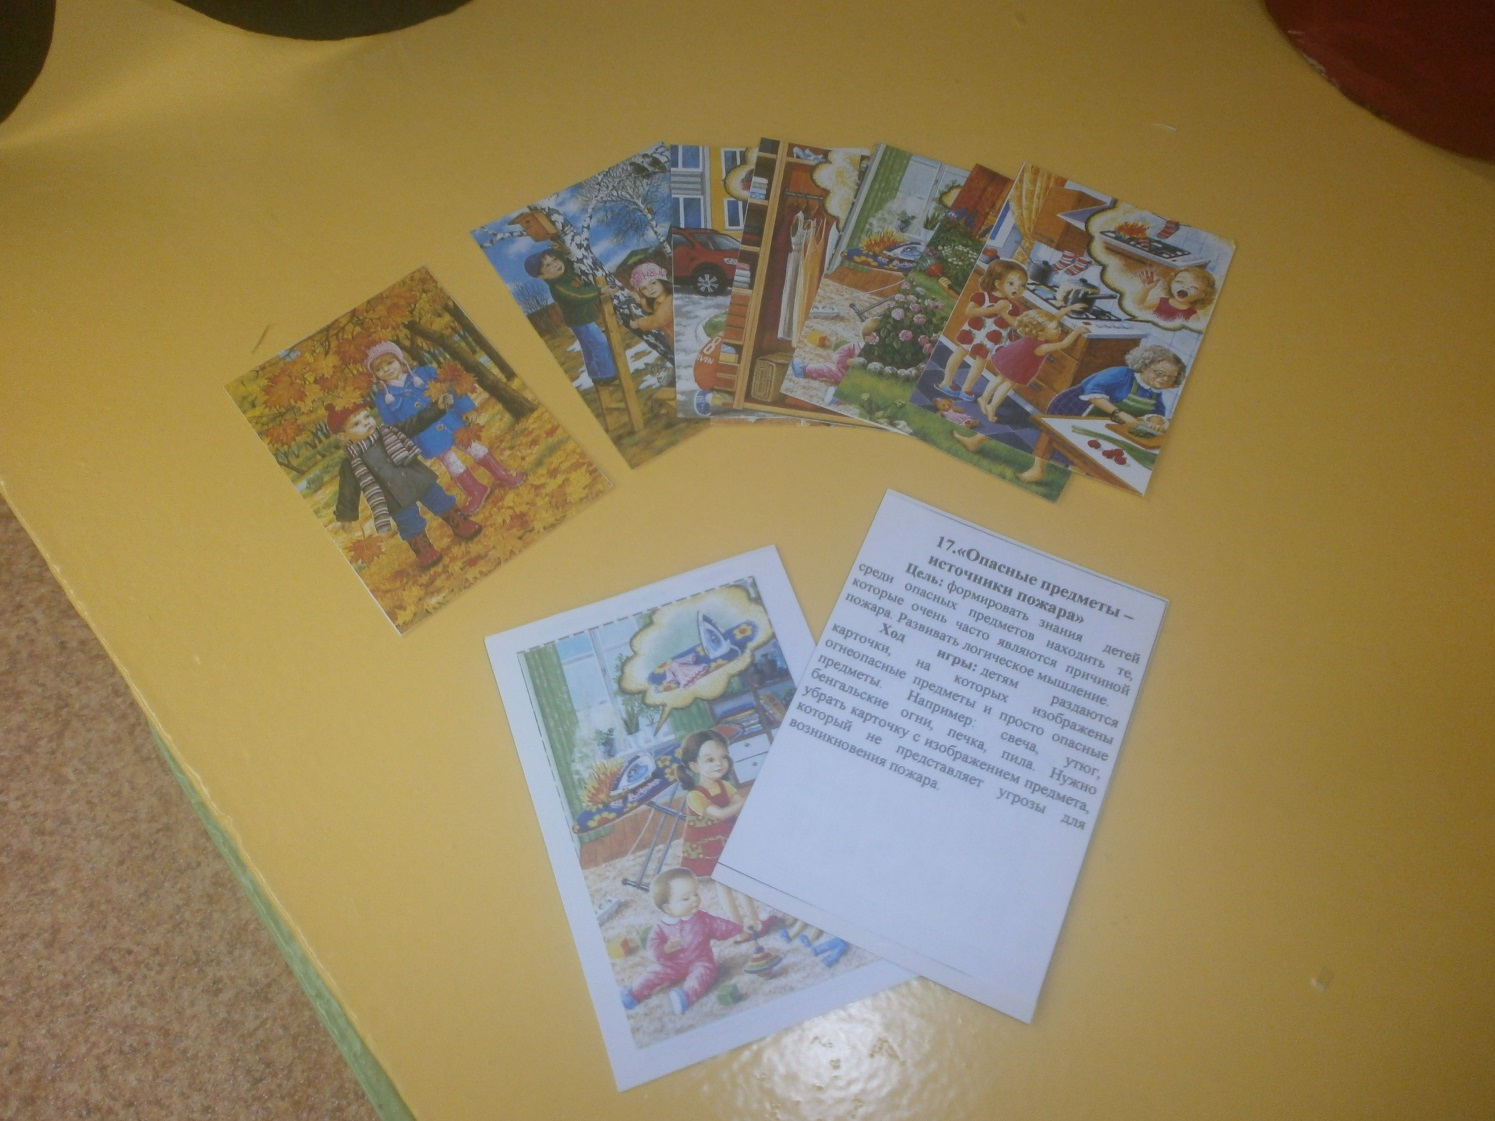 17.«Опасные предметы –
источники пожара»
Цель: формировать знания детей
среди опасных предметов находить те,
которые очень часто являются причиной
пожара. Развивать логическое мышление.
Ход игры: детям раздаются
карточки, на которых изображены
огнеопасные предметы и просто опасные
предметы. Например: свеча, утюг,
бенгальские огни, печка, пила. Нужно
убрать карточку с изображением предмета,
который не представляет угрозы для
возникновения пожара.
18